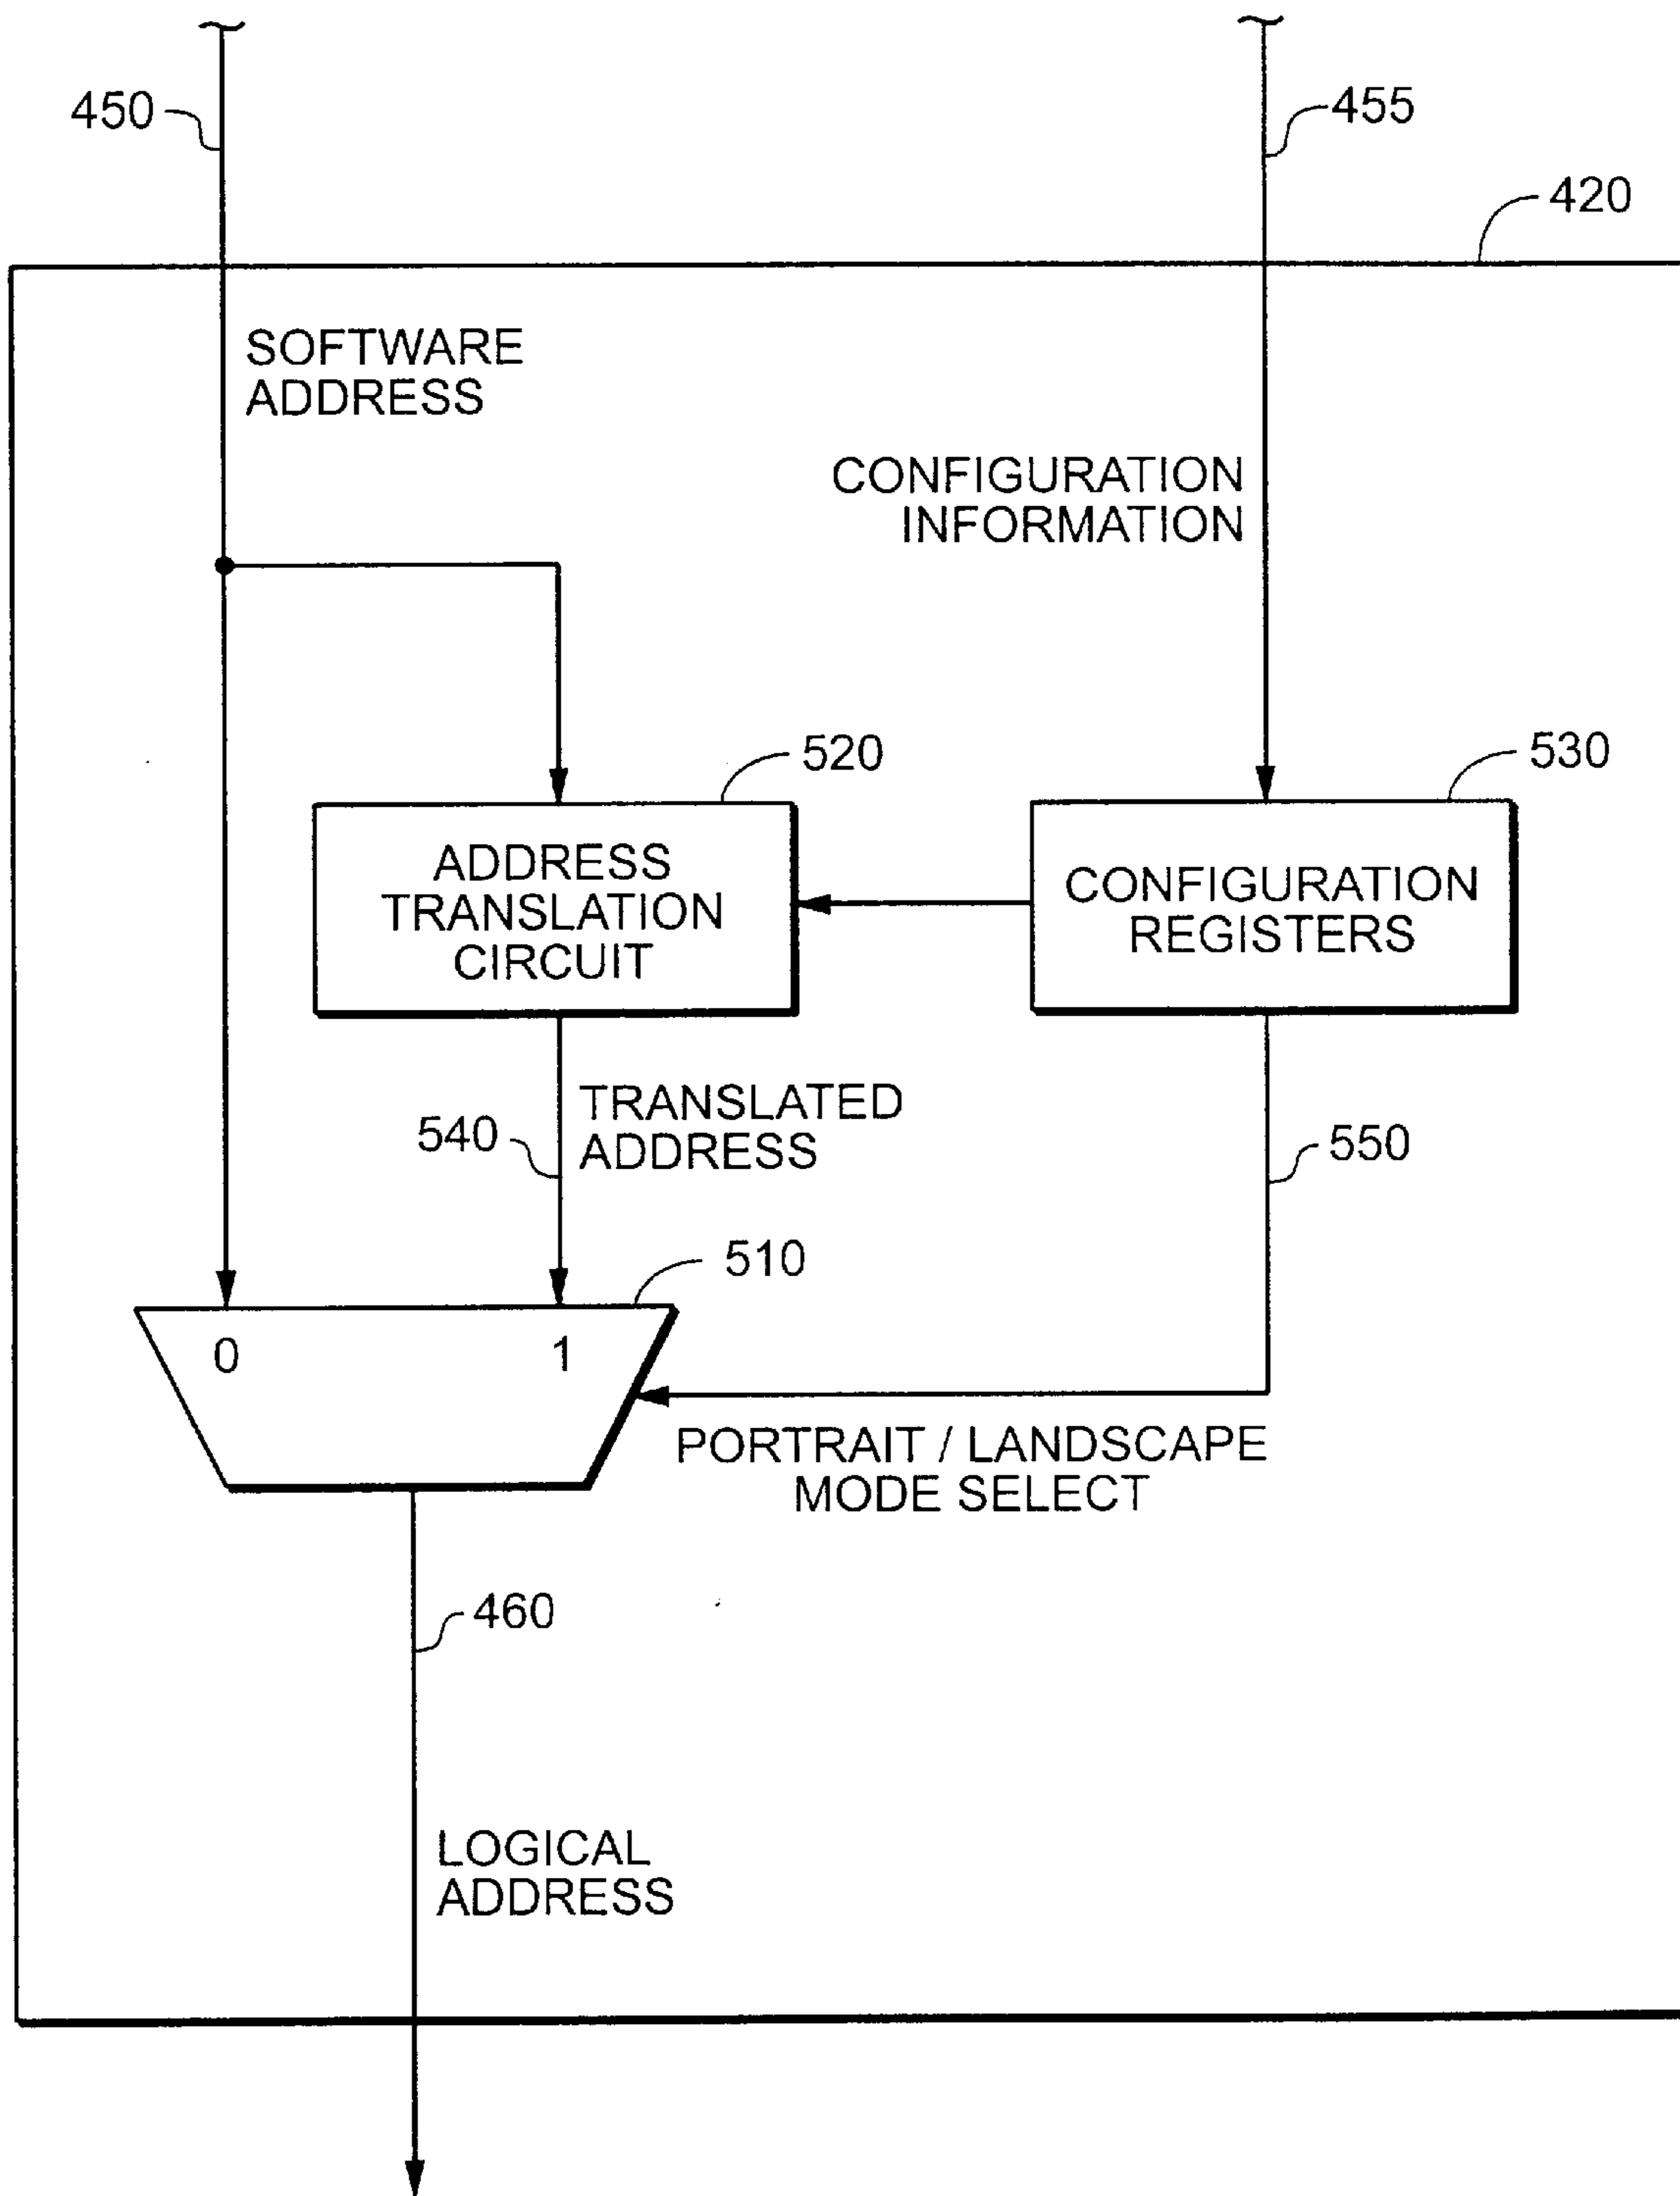 450
455
420
SOFTWARE
ADDRESS
CONFIGURATION
INFORMATION
520
530
ADDRESS
TRANSLATION
CIRCUIT
CONFIGURATION
REGISTERS
TRANSLATED
ADDRESS
540
550
510
0 1
PORTRAIT / LANDSCAPE
MODE SELECT
460
LOGICAL
ADDRESS